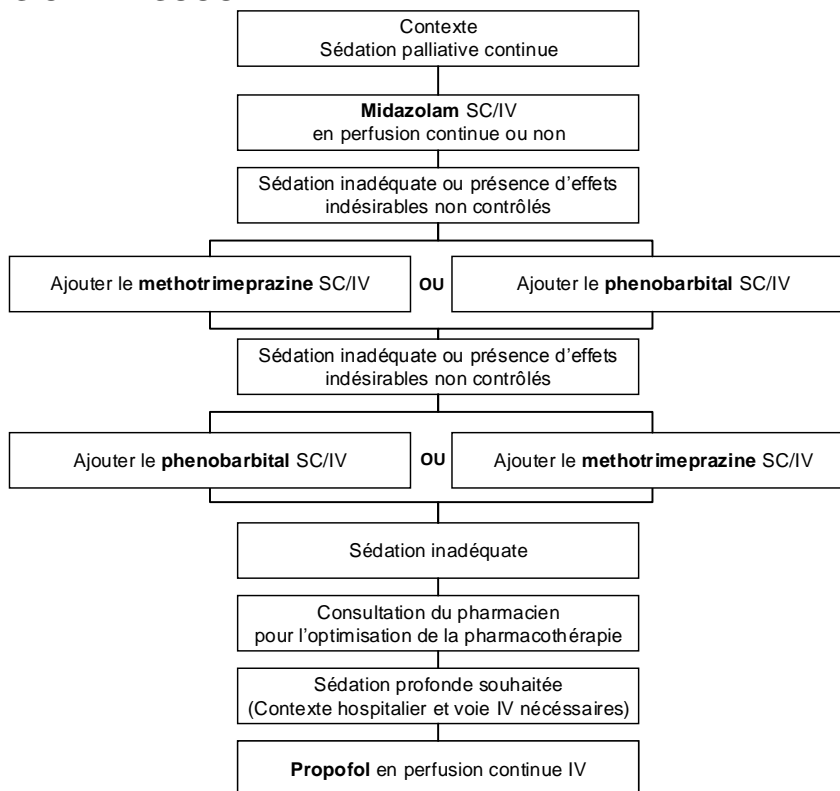 Contexte
Sédation palliative continue
Midazolam SC/IV
en perfusion continue ou non
Sédation inadéquate ou présence d'effets
indésirables non contrôlés
Ajouter le methotrimeprazine SC/IV
OU
Ajouter le phenobarbital SC/IV
Sédation inadéquate ou présence d'effets
indésirables non contrôlés
Ajouter le phenobarbital SC/IV
OU
Ajouter le methotrimeprazine SC/IV
Sédation inadéquate
Consultation du pharmacien
pour l'optimisation de la pharmacothérapie
Sédation profonde souhaitée
(Contexte hospitalier et voie IV nécéssaires)
Propofol en perfusion continue IV